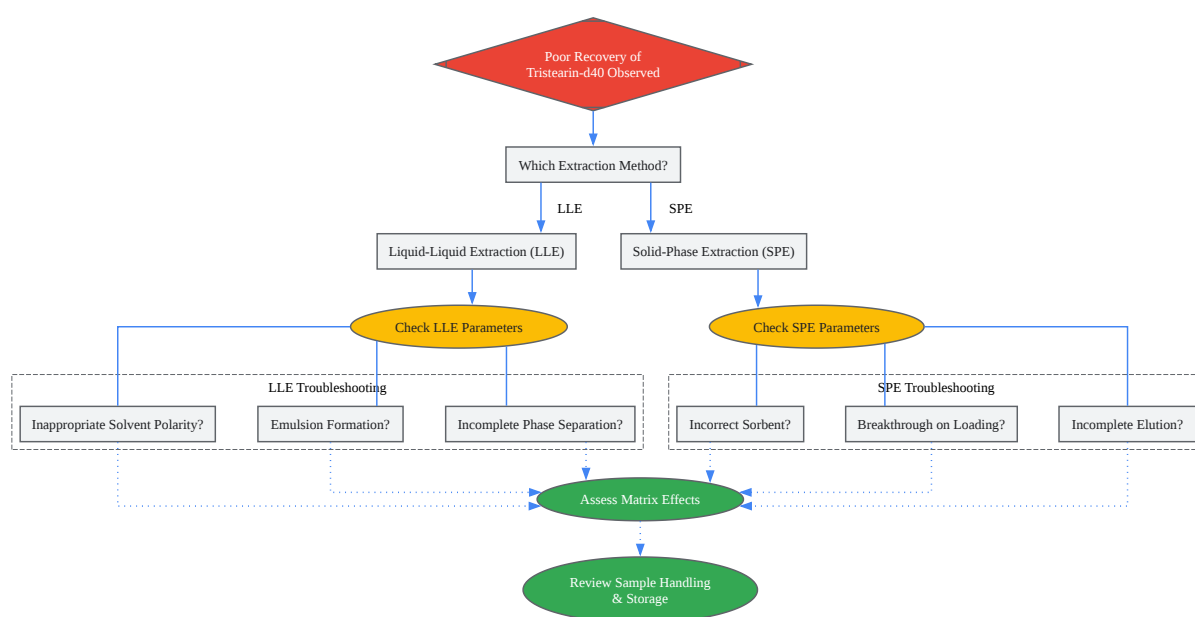 Poor Recovery of
Tristearin-d40 Observed
Which Extraction Method?
LLE
SPE
Liquid-Liquid Extraction (LLE)
Solid-Phase Extraction (SPE)
Check LLE Parameters
Check SPE Parameters
LLE Troubleshooting
SPE Troubleshooting
Inappropriate Solvent Polarity?
Emulsion Formation?
Incomplete Phase Separation?
Incorrect Sorbent?
Breakthrough on Loading?
Incomplete Elution?
Assess Matrix Effects
Review Sample Handling
& Storage